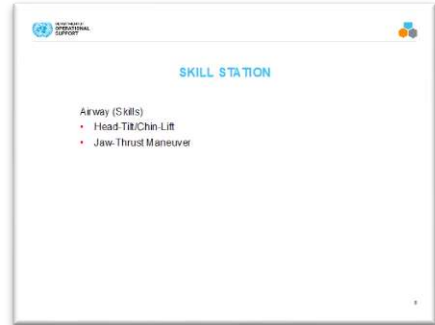 DEPARTMENT OF
OPERATIONAL
SUPPORT
SKILL STATION
Airway (Skills)
• Head-Tilt/Chin-Lift
• Jaw-Thrust Maneuver